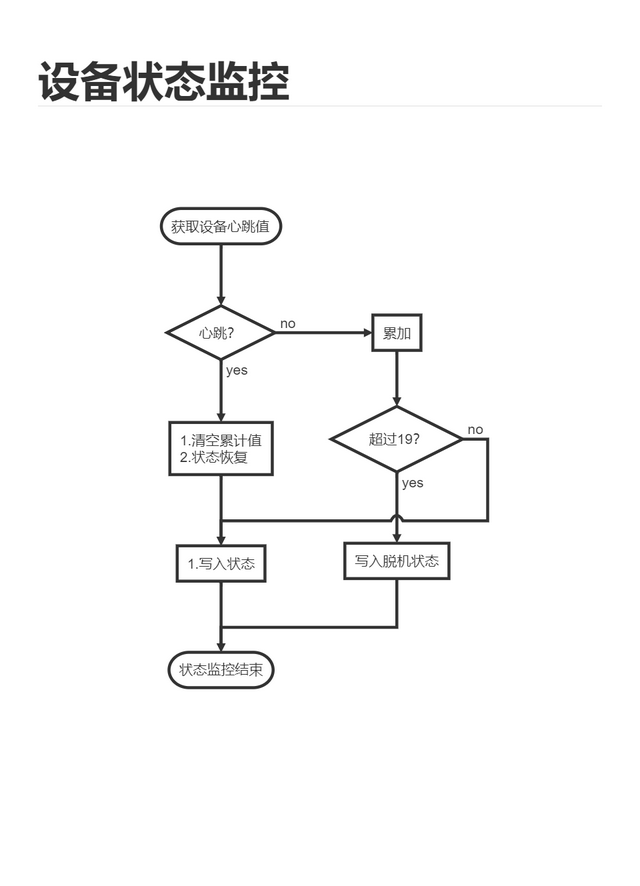 设备状态监控
获取设备心跳值
心跳?
no
累加
yes
1.清空累计值
2.状态恢复
超过19?
no
yes
1.写入状态
写入脱机状态
状态监控结束